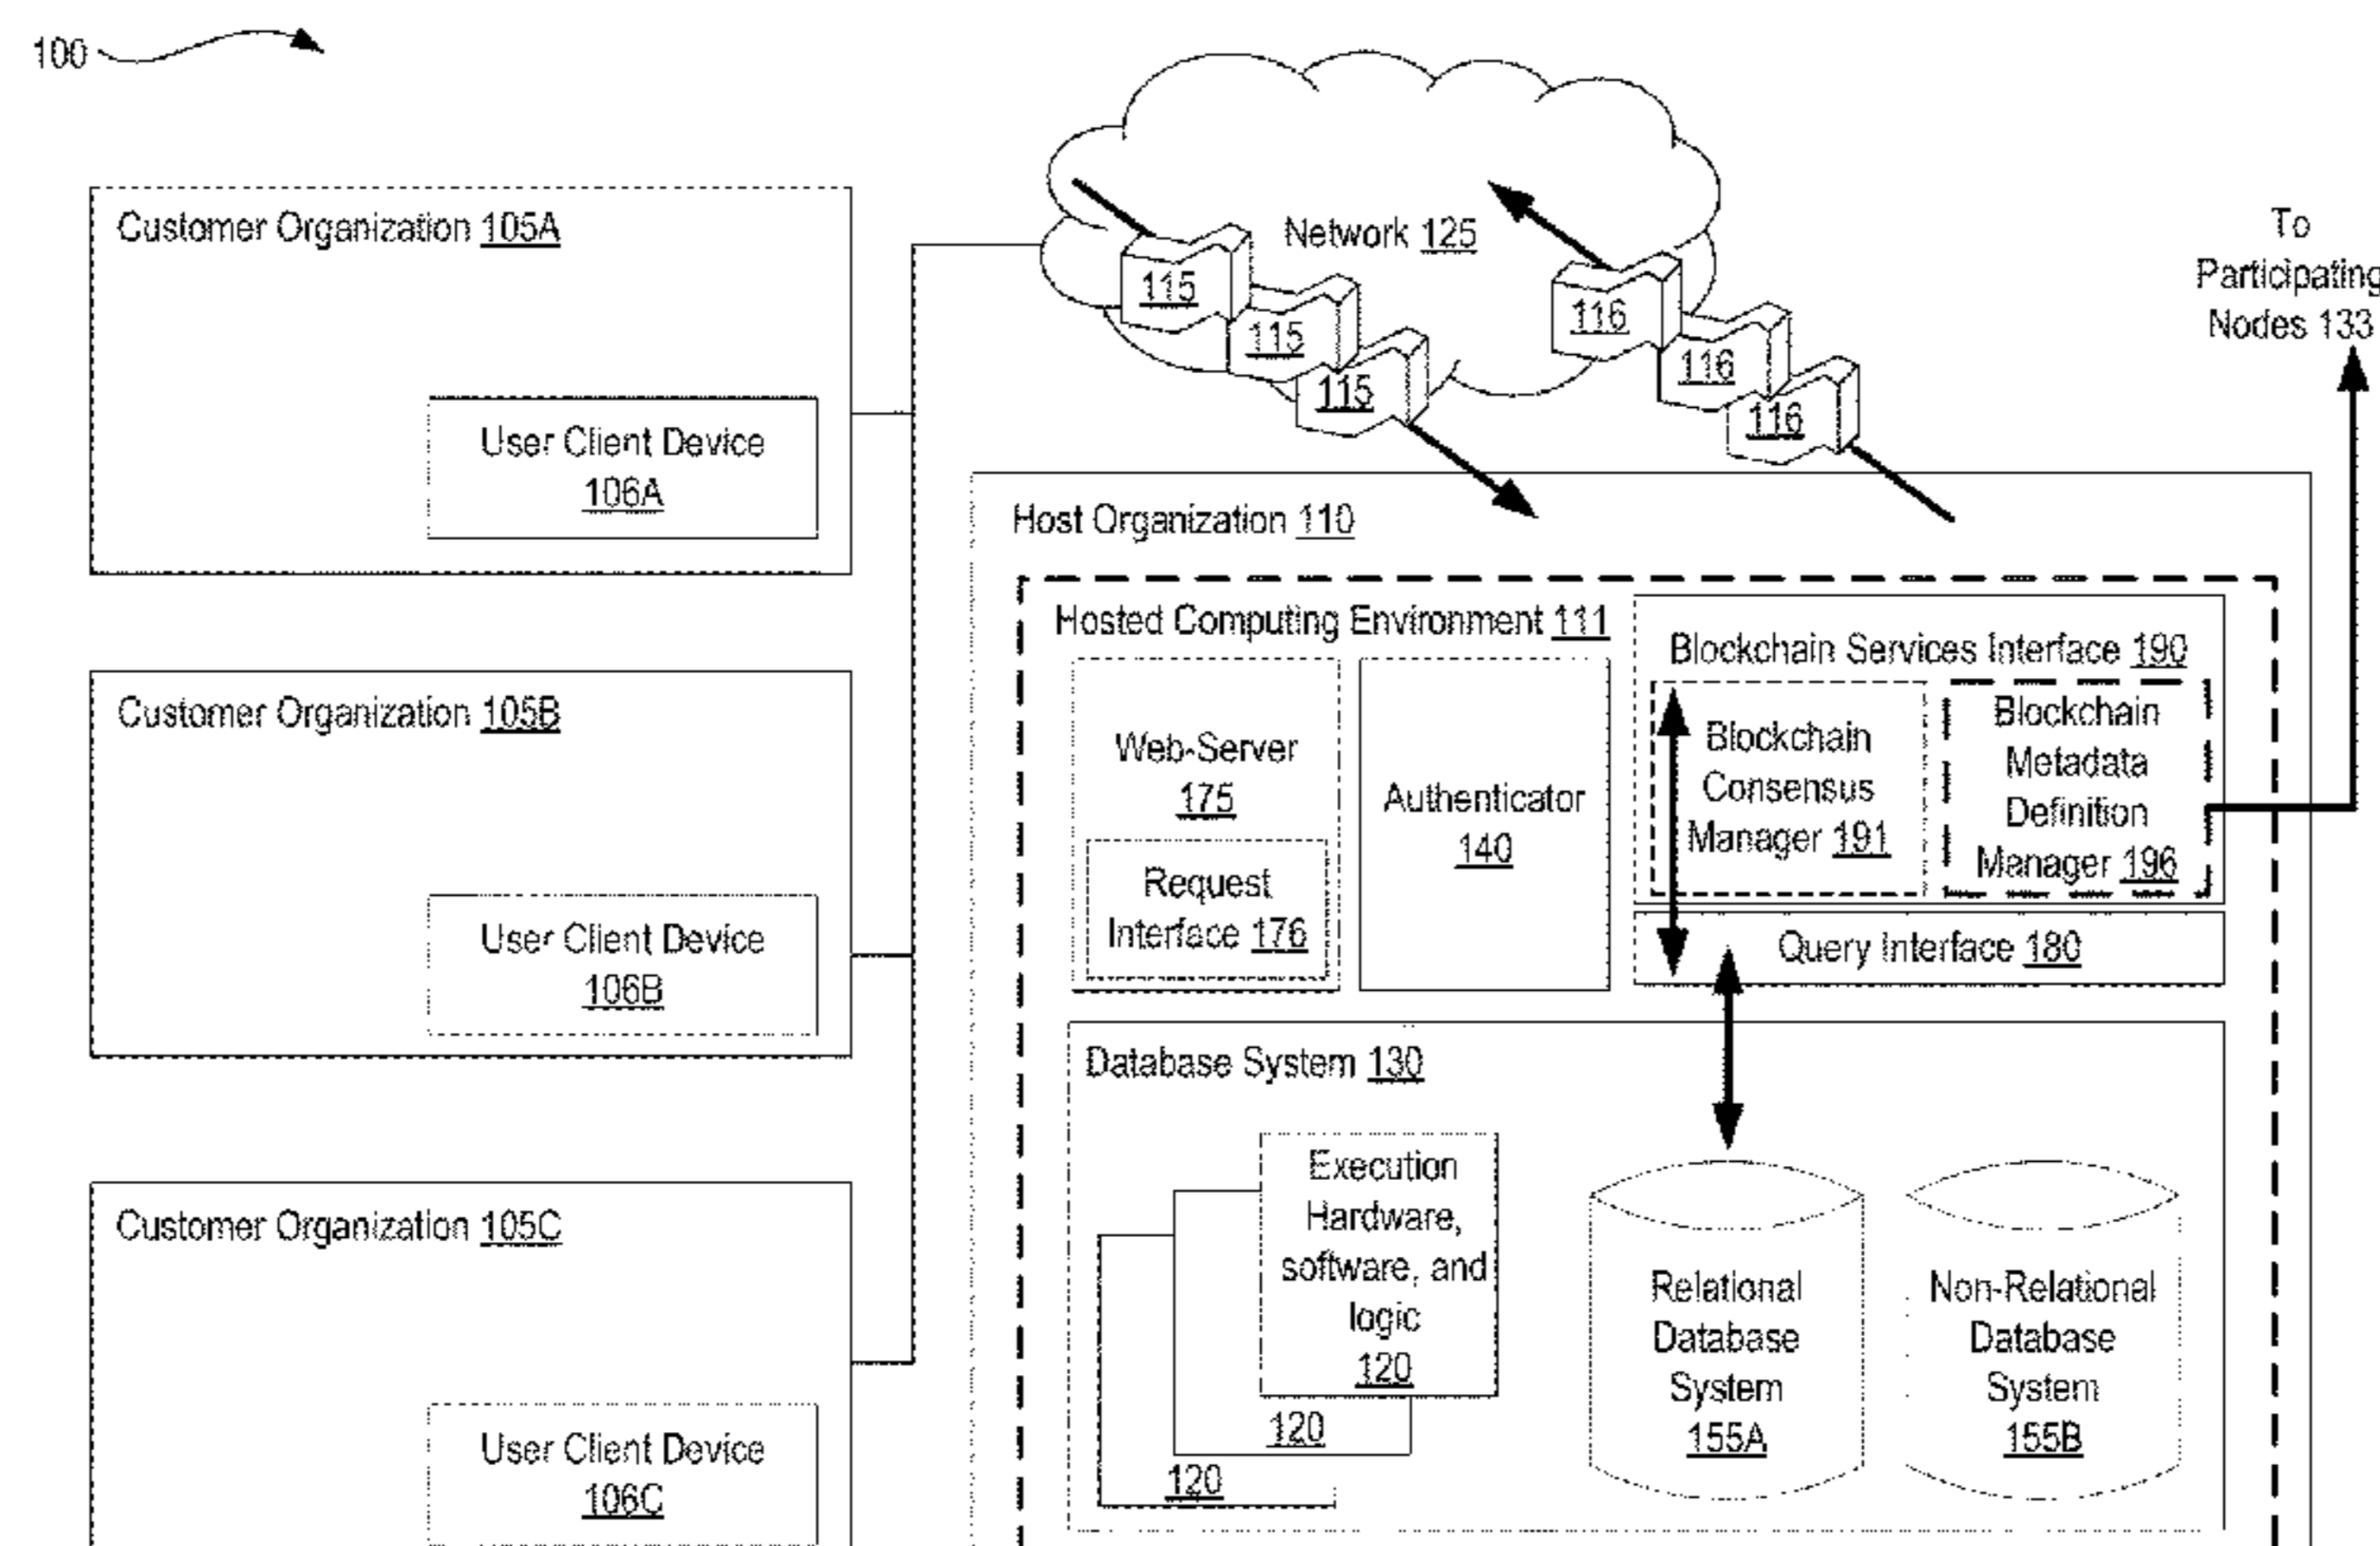 100
Customer Organization 105A
User Client Device
106A
Customer Organization 105B
User Client Device
106B
Customer Organization 105C
User Client Device
106C
Network 125
115
115
115
116
116
116
To
Participating
Nodes 133
Host Organization 110
Hosted Computing Environment 111
Web-Server
175
Request
Interface 176
Authenticator
140
Blockchain Services Interface 190
Blockchain
Consensus
Manager 191
Blockchain
Metadata
Definition
Manager 196
Query Interface 180
Database System 130
Execution
Hardware,
software, and
logic
120
120
120
Relational
Database
System
155A
Non-Relational
Database
System
155B